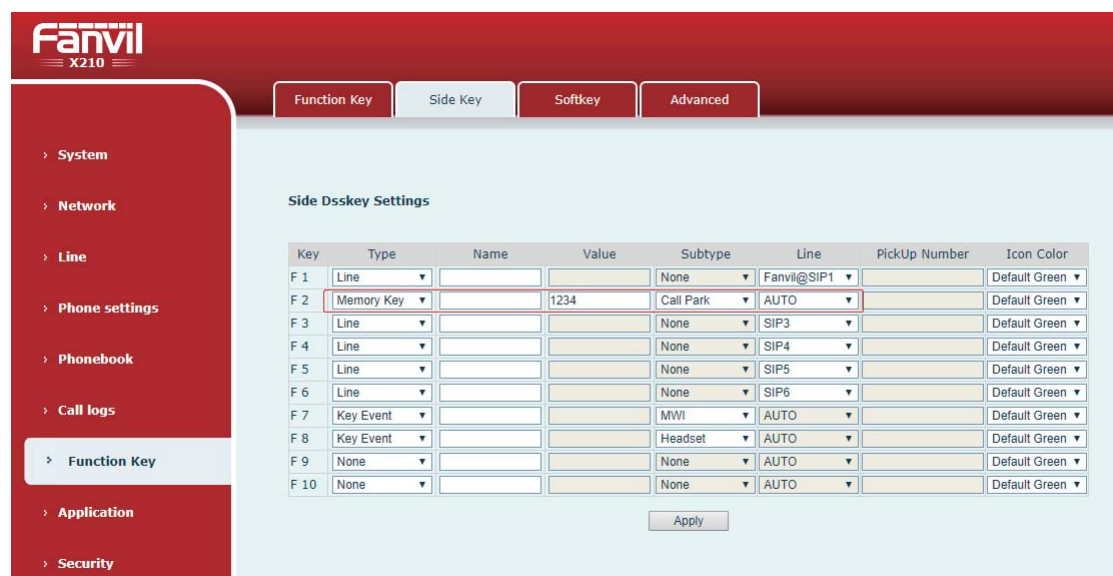 Fanvil
X210
Function Key Side Key Softkey Advanced
System
Network
Line
Phone settings
Phonebook
Call logs
Function Key
Application
Security
Side Dsskey Settings
Key Type Name Value Subtype Line PickUp Number Icon Color
F 1 Line None Fanvil@SIP1 Default Green
F 2 Memory Key 1234 Call Park AUTO Default Green
F 3 Line None SIP3 Default Green
F 4 Line None SIP4 Default Green
F 5 Line None SIP5 Default Green
F 6 Line None SIP6 Default Green
F 7 Key Event MWI AUTO Default Green
F 8 Key Event Headset AUTO Default Green
F 9 None None AUTO Default Green
F 10 None None AUTO Default Green
Apply